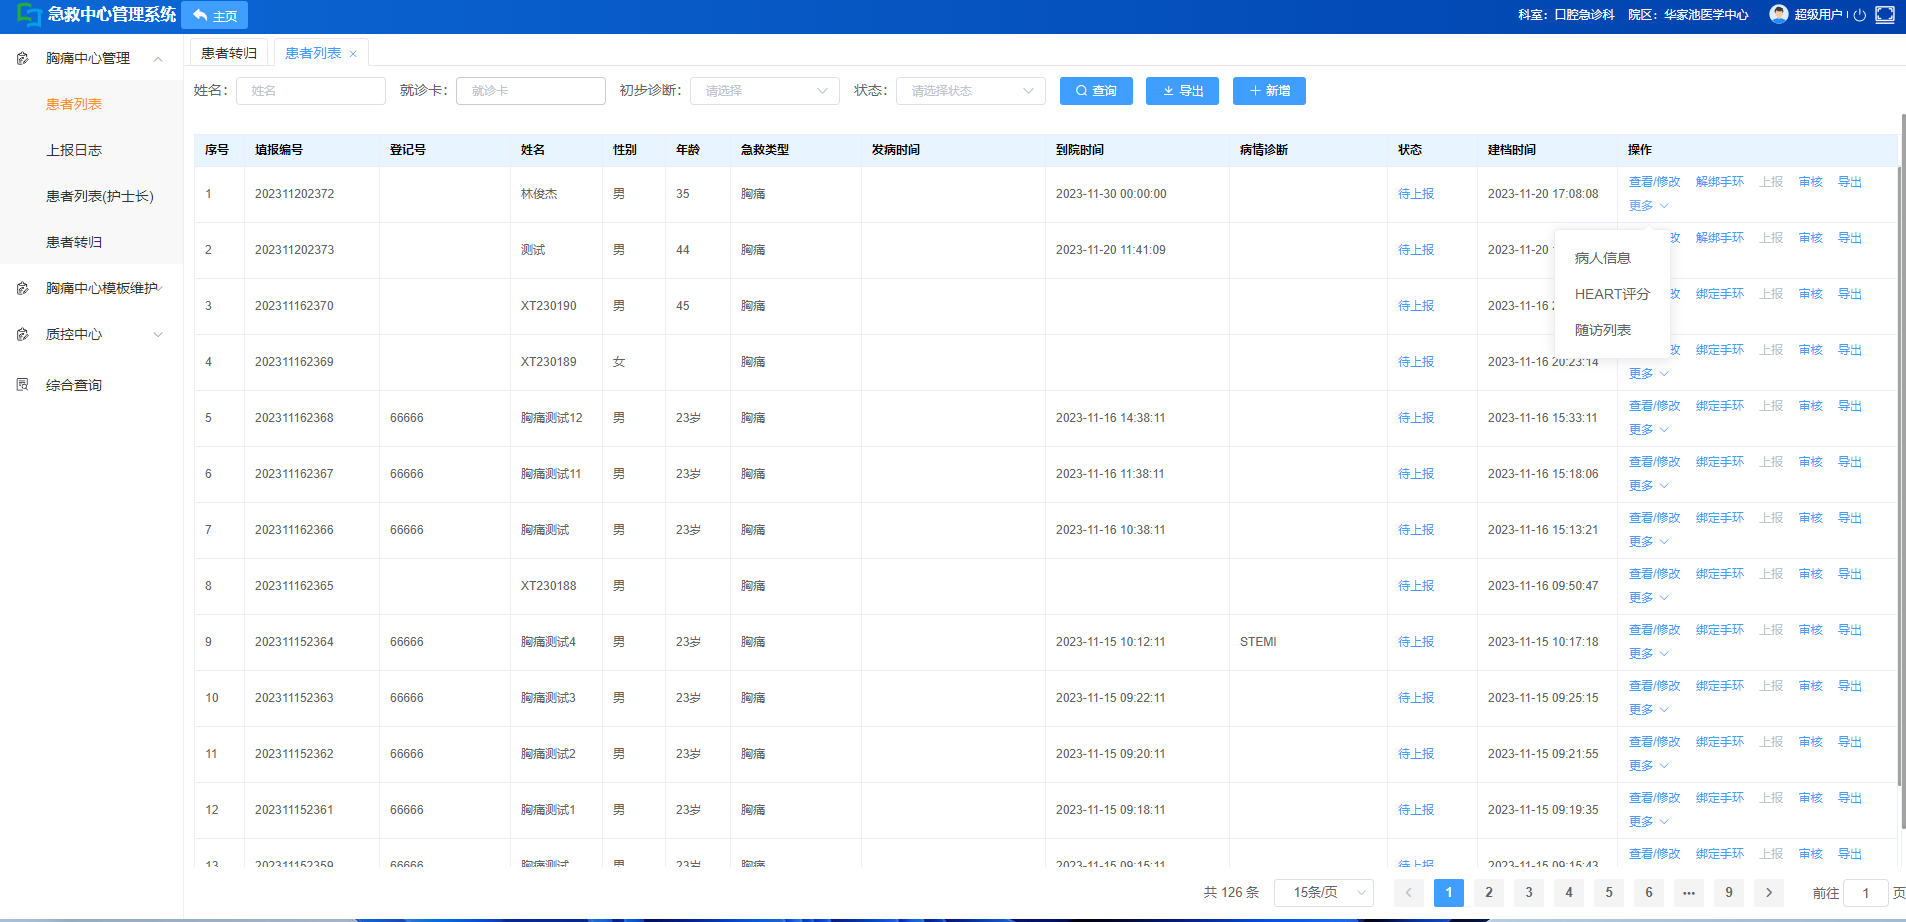 急救中心管理系统 主页 科室：口腔急诊科 院区：华家池医学中心 超级用户
胸痛中心管理
患者列表
上报日志
患者列表(护士长)
患者转归
胸痛中心模板维护
质控中心
综合查询
患者转归 患者列表 ×
姓名： 姓名 就诊卡： 就诊卡 初步诊断： 请选择 状态： 请选择状态 查询 导出 新增
序号 填报编号 登记号 姓名 性别 年龄 急救类型 发病时间 到院时间 病情诊断 状态 建档时间 操作
1 202311202372 林俊杰 男 35 胸痛 2023-11-30 00:00:00 待上报 2023-11-20 17:08:08 查看/修改 解绑手环 上报 审核 导出
更多
2 202311202373 测试 男 44 胸痛 2023-11-20 11:41:09 待上报 2023-11-20 改 解绑手环 上报 审核 导出
病人信息
HEART评分
随访列表
3 202311162370 XT230190 男 45 胸痛 待上报 2023-11-16 2 改 绑定手环 上报 审核 导出
4 202311162369 XT230189 女 胸痛 待上报 2023-11-16 20:23:14 改 绑定手环 上报 审核 导出
更多
5 202311162368 66666 胸痛测试12 男 23岁 胸痛 2023-11-16 14:38:11 待上报 2023-11-16 15:33:11 查看/修改 绑定手环 上报 审核 导出
更多
6 202311162367 66666 胸痛测试11 男 23岁 胸痛 2023-11-16 11:38:11 待上报 2023-11-16 15:18:06 查看/修改 绑定手环 上报 审核 导出
更多
7 202311162366 66666 胸痛测试 男 23岁 胸痛 2023-11-16 10:38:11 待上报 2023-11-16 15:13:21 查看/修改 绑定手环 上报 审核 导出
更多
8 202311162365 XT230188 男 胸痛 待上报 2023-11-16 09:50:47 查看/修改 绑定手环 上报 审核 导出
更多
9 202311152364 66666 胸痛测试4 男 23岁 胸痛 2023-11-15 10:12:11 STEMI 待上报 2023-11-15 10:17:18 查看/修改 绑定手环 上报 审核 导出
更多
10 202311152363 66666 胸痛测试3 男 23岁 胸痛 2023-11-15 09:22:11 待上报 2023-11-15 09:25:15 查看/修改 绑定手环 上报 审核 导出
更多
11 202311152362 66666 胸痛测试2 男 23岁 胸痛 2023-11-15 09:20:11 待上报 2023-11-15 09:21:55 查看/修改 绑定手环 上报 审核 导出
更多
12 202311152361 66666 胸痛测试1 男 23岁 胸痛 2023-11-15 09:18:11 待上报 2023-11-15 09:19:35 查看/修改 绑定手环 上报 审核 导出
更多
13 202311152359 66666 胸痛测试 男 23岁 胸痛 2023-11-15 09:15:11 待上报 2023-11-15 09:15:43 查看/修改 绑定手环 上报 审核 导出
共 126 条 15条/页 < 1 2 3 4 5 6 ··· 9 > 前往 1 页